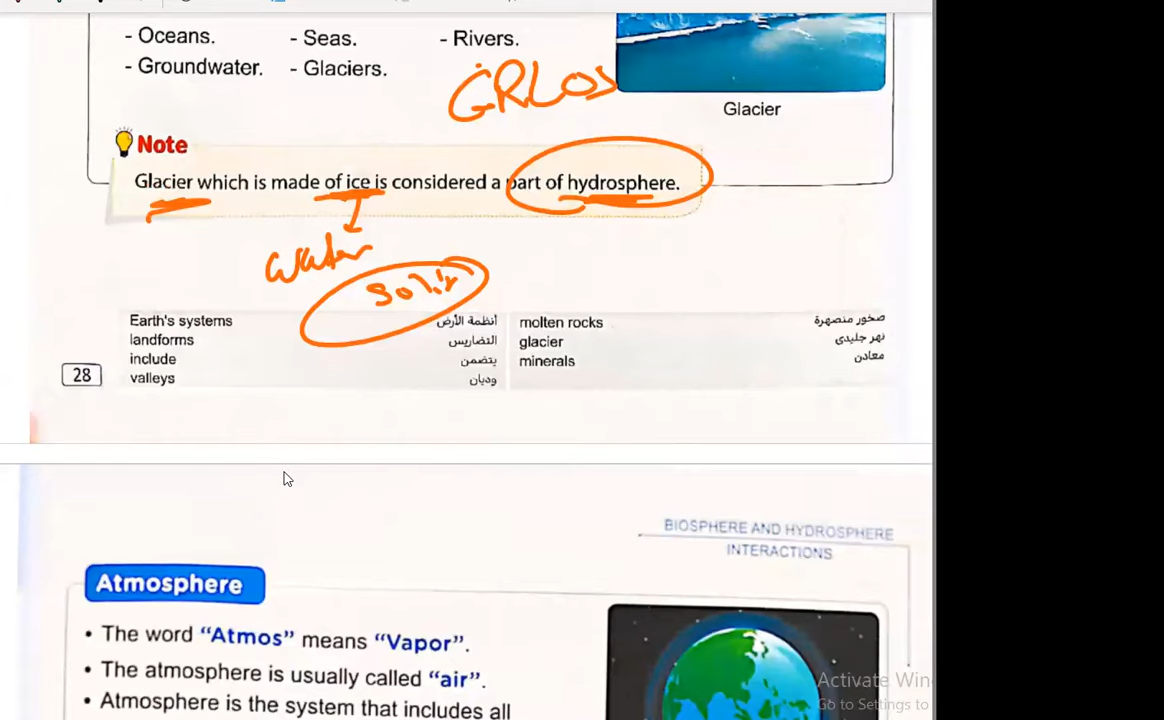 - Oceans. - Seas. - Rivers.
- Groundwater. - Glaciers.
GRLOS
Glacier
Note
Glacier which is made of ice is considered a part of hydrosphere.
water
Earth's systems أنظمة الأرض molten rocks صخور منصهرة
landforms التضاريس glacier نهر جليدى
include يتضمن minerals معادن
valleys وديان
28
BIOSPHERE AND HYDROSPHERE
INTERACTIONS
Atmosphere
• The word "Atmos" means "Vapor".
• The atmosphere is usually called "air".
• Atmosphere is the system that includes all
Activate Win
Go to Settings to